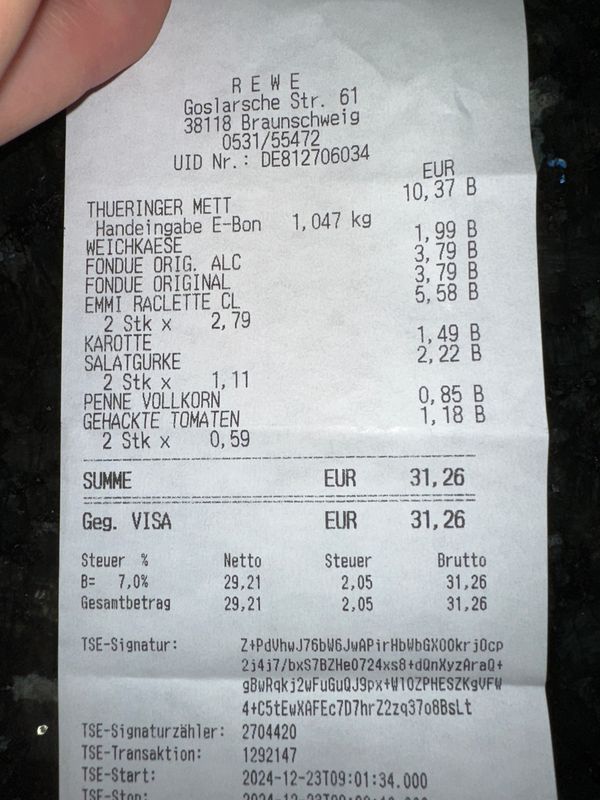 R E W E
Goslarsche Str. 61
38118 Braunschweig
0531/55472
UID Nr.: DE812706034
EUR
THUERINGER METT 10,37 B
Handeingabe E-Bon 1,047 kg
WEICHKAESE 1,99 B
FONDUE ORIG. ALC 3,79 B
FONDUE ORIGINAL 3,79 B
EMMI RACLETTE CL 5,58 B
2 Stk x 2,79
KAROTTE 1,49 B
SALATGURKE 2,22 B
2 Stk x 1,11
PENNE VOLLKORN 0,85 B
GEHACKTE TOMATEN 1,18 B
2 Stk x 0,59
SUMME EUR 31,26
Geg. VISA EUR 31,26
Steuer % Netto Steuer Brutto
B= 7,0% 29,21 2,05 31,26
Gesamtbetrag 29,21 2,05 31,26
TSE-Signatur: Z+PdVhwJ76bW6JwAPirHbWbGXO0krjOcp
2j4j7/bxS7BZHe0724xs8+dQnXyzAraQ+
gBwRqkj2wFuGuQJ9px+W10ZPHESZKgVFW
4+C5tEwXAFEc7D7hrZ2zq37o8BsLt
TSE-Signaturzähler: 2704420
TSE-Transaktion: 1292147
TSE-Start: 2024-12-23T09:01:34.000
TSE-Stop: